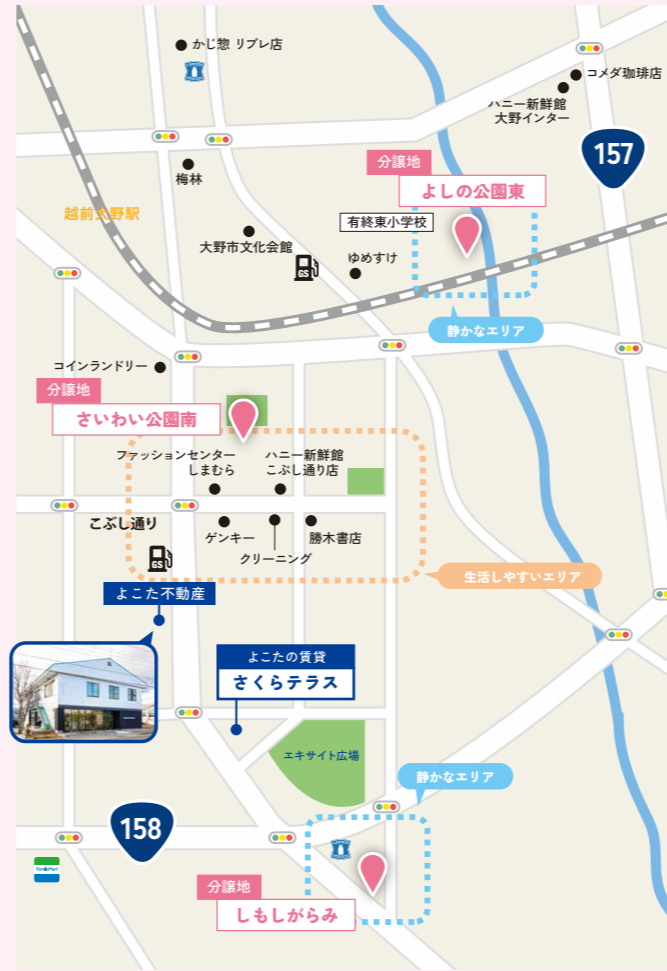 かじ惣 リブレ店
コメダ珈琲店
ハニー新鮮館
大野インター
157
梅林
分譲地
よしの公園東
越前大野駅
有終東小学校
大野市文化会館
GS
ゆめすけ
静かなエリア
コインランドリー
分譲地
さいわい公園南
ファッションセンター
しまむら
ハニー新鮮館
こぶし通り店
こぶし通り
ゲンキー
クリーニング
勝木書店
GS
生活しやすいエリア
よこた不動産
よこたの賃貸
さくらテラス
エキサイト広場
静かなエリア
158
FamilyMart
分譲地
しもしがらみ